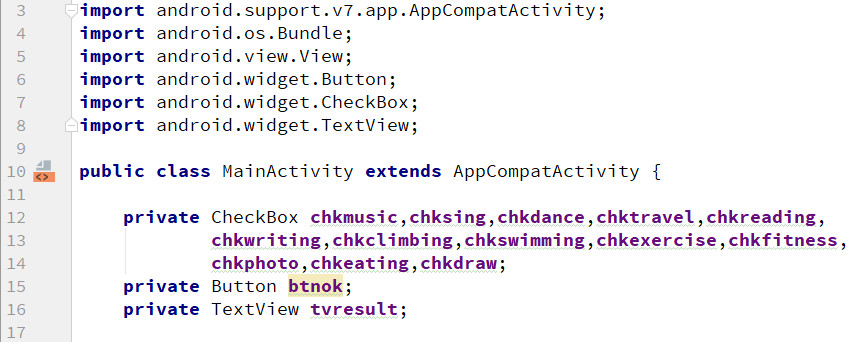 3 import android.support.v7.app.AppCompatActivity;
4 import android.os.Bundle;
5 import android.view.View;
6 import android.widget.Button;
7 import android.widget.CheckBox;
8 import android.widget.TextView;
9
10 <> public class MainActivity extends AppCompatActivity {
11
12 private CheckBox chkmusic,chksing,chkdance,chktravel,chkreading,
13 chkwriting,chkclimbing,chkswimming,chkexercise,chkfitness,
14 chkphoto,chkeating,chkdraw;
15 private Button btnok;
16 private TextView tvresult;
17